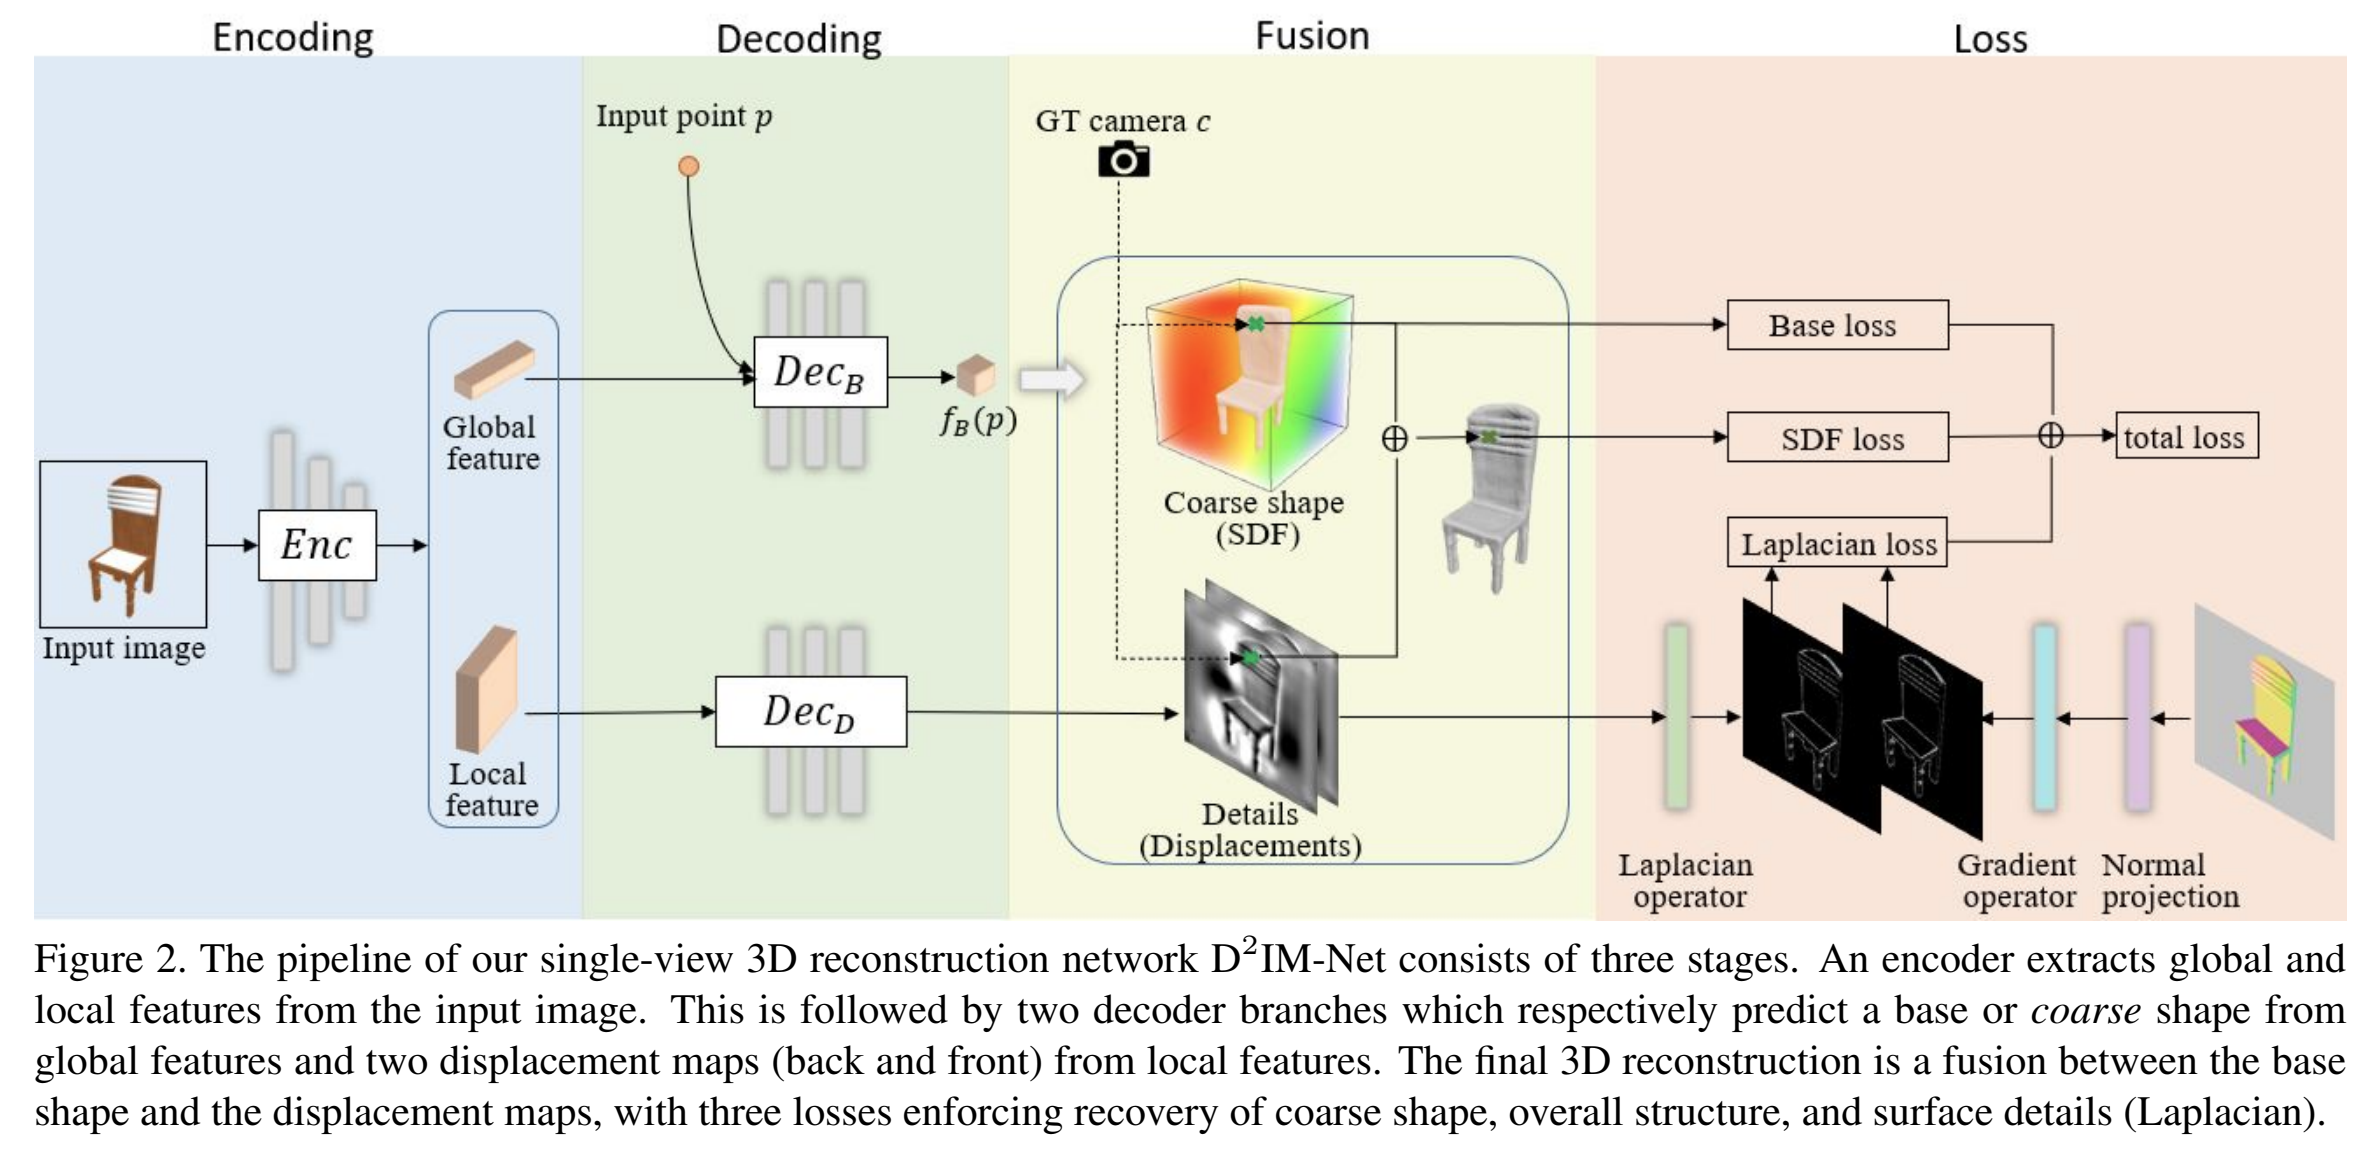 Encoding
Decoding
Fusion
Loss
Input point p
GT camera c
Global
feature
Local
feature
Input image
Enc
Dec_B
f_B(p)
Dec_D
Coarse shape
(SDF)
Details
(Displacements)
Base loss
SDF loss
total loss
Laplacian loss
Laplacian
operator
Gradient
operator
Normal
projection
Figure 2. The pipeline of our single-view 3D reconstruction network D²IM-Net consists of three stages. An encoder extracts global and
local features from the input image. This is followed by two decoder branches which respectively predict a base or coarse shape from
global features and two displacement maps (back and front) from local features. The final 3D reconstruction is a fusion between the base
shape and the displacement maps, with three losses enforcing recovery of coarse shape, overall structure, and surface details (Laplacian).